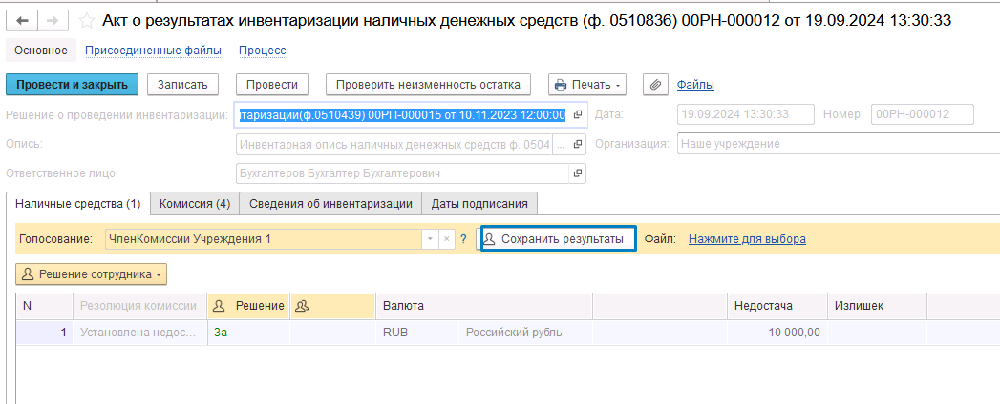 Акт о результатах инвентаризации наличных денежных средств (ф. 0510836) 00РН-000012 от 19.09.2024 13:30:33
Основное Присоединенные файлы Процесс
Провести и закрыть Записать Провести Проверить неизменность остатка Печать Файлы
Решение о проведении инвентаризации: таризации(ф.0510439) 00РП-000015 от 10.11.2023 12:00:00 Дата: 19.09.2024 13:30:33 Номер: 00РН-000012
Опись: Инвентарная опись наличных денежных средств ф. 0504 ... Организация: Наше учреждение
Ответственное лицо: Бухгалтеров Бухгалтер Бухгалтерович
Наличные средства (1) Комиссия (4) Сведения об инвентаризации Даты подписания
Голосование: ЧленКомиссии Учреждения 1 × ? Сохранить результаты Файл: Нажмите для выбора
Решение сотрудника
N Резолюция комиссии Решение Валюта Недостача Излишек
1 Установлена недос... За RUB Российский рубль 10 000,00